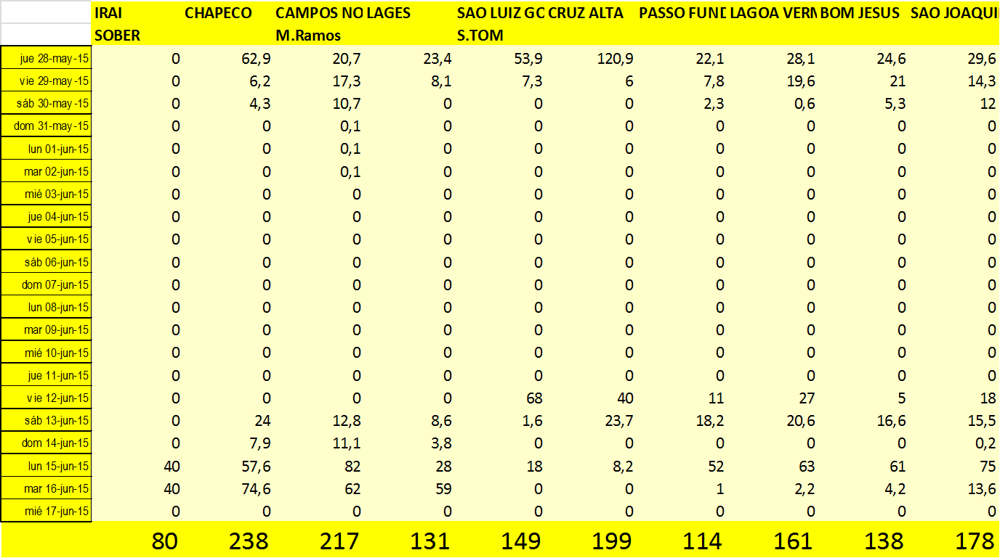 IRAI CHAPECO CAMPOS NO LAGES SAO LUIZ GO CRUZ ALTA PASSO FUND LAGOA VERM BOM JESUS SAO JOAQUI
SOBER M.Ramos S.TOM
jue 28-may-15 0 62,9 20,7 23,4 53,9 120,9 22,1 28,1 24,6 29,6
vie 29-may-15 0 6,2 17,3 8,1 7,3 6 7,8 19,6 21 14,3
sáb 30-may-15 0 4,3 10,7 0 0 0 2,3 0,6 5,3 12
dom 31-may-15 0 0 0,1 0 0 0 0 0 0 0
lun 01-jun-15 0 0 0,1 0 0 0 0 0 0 0
mar 02-jun-15 0 0 0,1 0 0 0 0 0 0 0
mié 03-jun-15 0 0 0 0 0 0 0 0 0 0
jue 04-jun-15 0 0 0 0 0 0 0 0 0 0
vie 05-jun-15 0 0 0 0 0 0 0 0 0 0
sáb 06-jun-15 0 0 0 0 0 0 0 0 0 0
dom 07-jun-15 0 0 0 0 0 0 0 0 0 0
lun 08-jun-15 0 0 0 0 0 0 0 0 0 0
mar 09-jun-15 0 0 0 0 0 0 0 0 0 0
mié 10-jun-15 0 0 0 0 0 0 0 0 0 0
jue 11-jun-15 0 0 0 0 0 0 0 0 0 0
vie 12-jun-15 0 0 0 0 68 40 11 27 5 18
sáb 13-jun-15 0 24 12,8 8,6 1,6 23,7 18,2 20,6 16,6 15,5
dom 14-jun-15 0 7,9 11,1 3,8 0 0 0 0 0 0,2
lun 15-jun-15 40 57,6 82 28 18 8,2 52 63 61 75
mar 16-jun-15 40 74,6 62 59 0 0 1 2,2 4,2 13,6
mié 17-jun-15 0 0 0 0 0 0 0 0 0 0
80 238 217 131 149 199 114 161 138 178